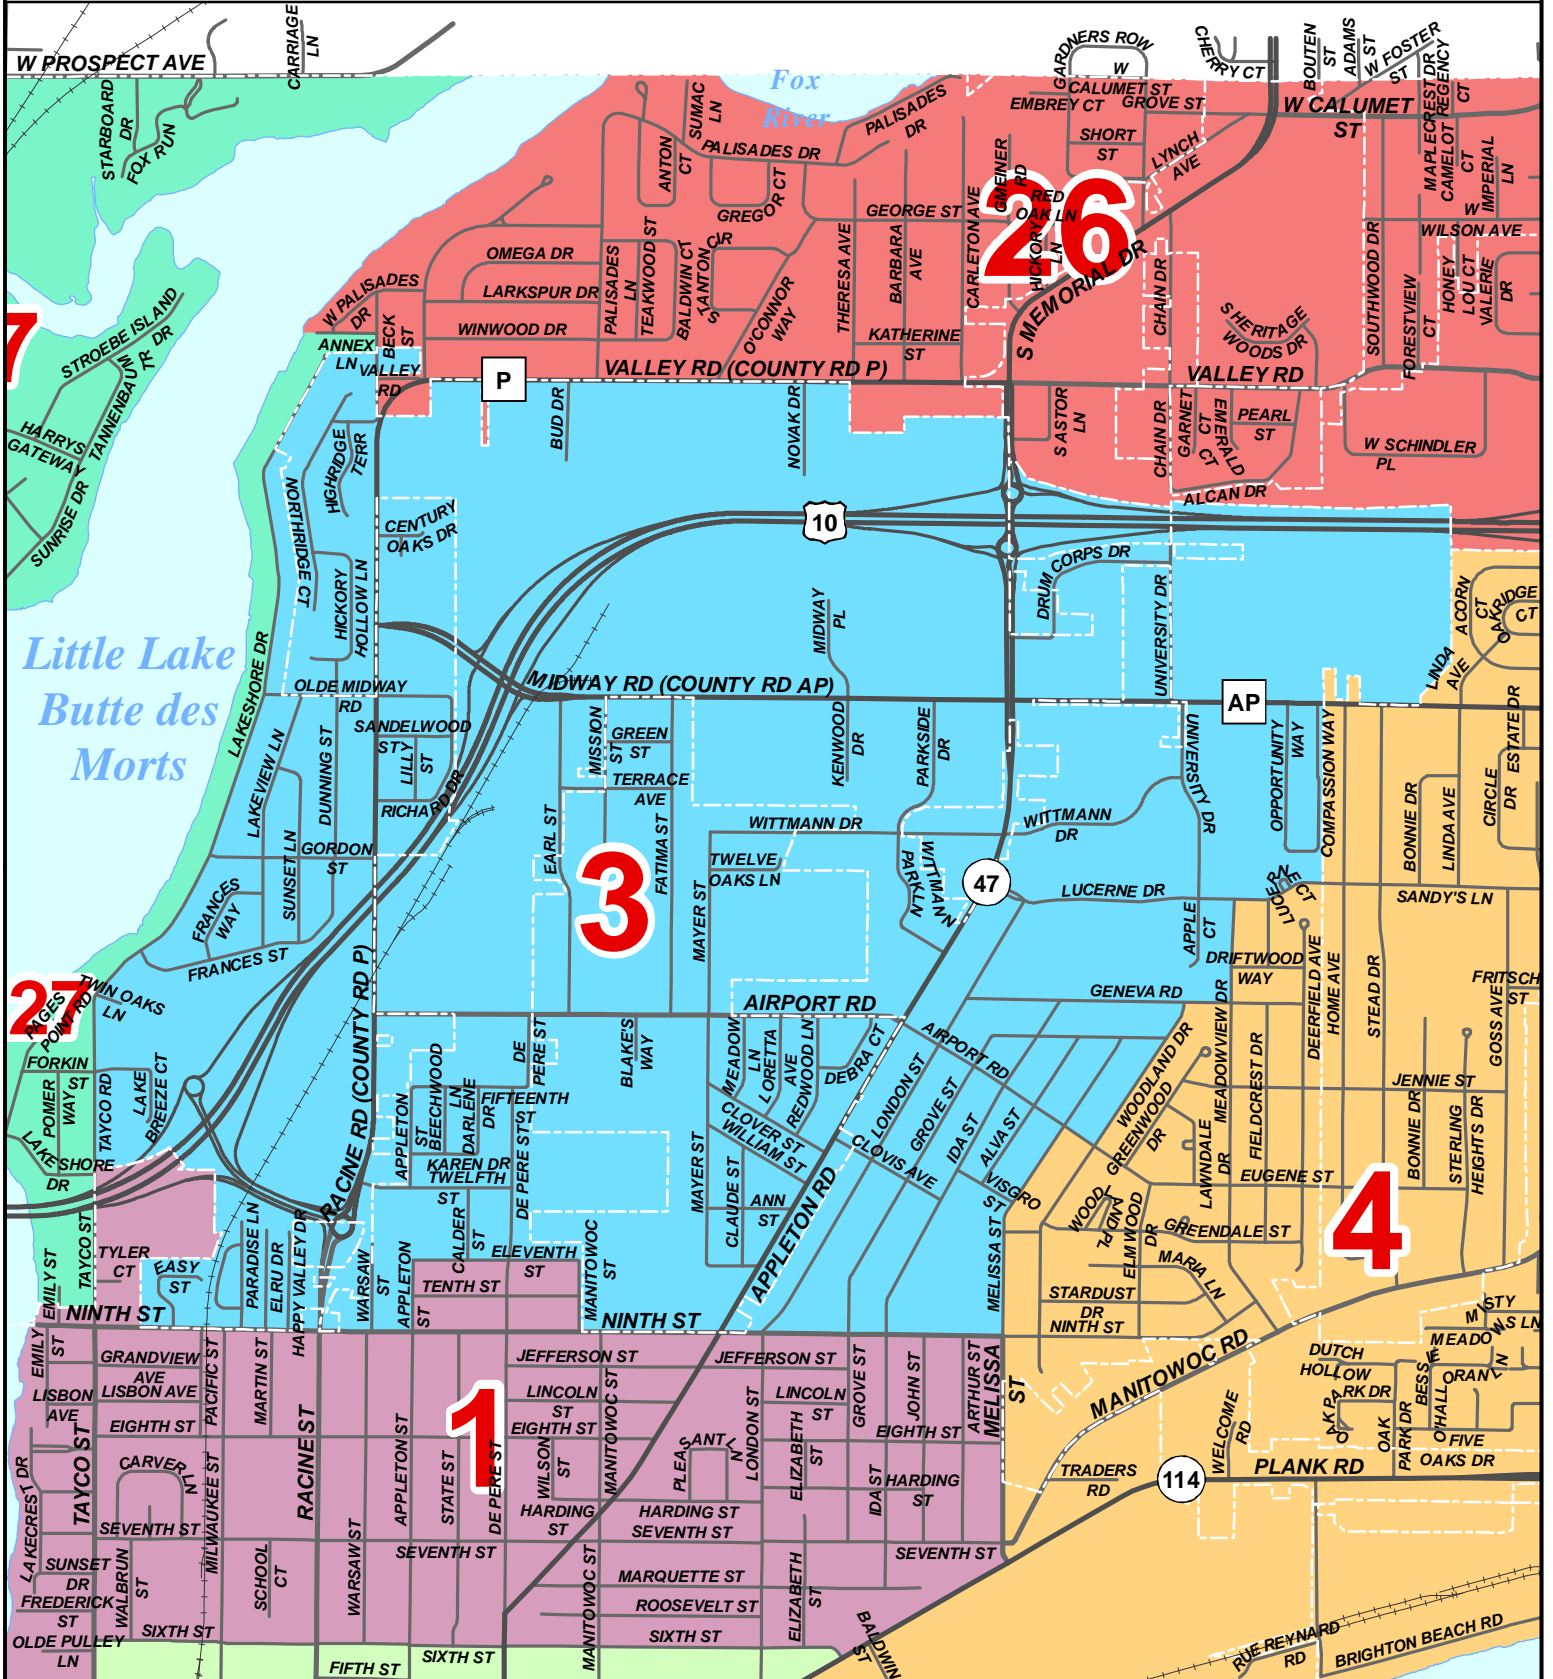 W PROSPECT AVE
CARRIAGE
LN
STARBOARD
DR
FOX RUN
Fox
River
GARDNERS ROW
W
CALUMET ST
EMBREY CT
GROVE ST
SHORT
ST
CHERRY CT
BOUTEN
ST
ADAMS
ST
W FOSTER
ST
W CALUMET
ST
MAPLECREST DR
REGENCY
CT
CAMELOT
CT
IMPERIAL
LN
W
WILSON AVE
SUMAC
LN
ANTON
CT
PALISADES DR
PALISADES
DR
GREGOR CT
GEORGE ST
CARLETON AVE
GMEINER
RD
RED
OAK LN
HICKORY
LN
26
LYNCH
AVE
S MEMORIAL DR
CHAIN DR
SOUTHWOOD DR
FORESTVIEW
CT
HONEY
LOU CT
VALERIE
DR
OMEGA DR
LARKSPUR DR
WINWOOD DR
PALISADES
LN
TEAKWOOD ST
BALDWIN CT
STANTON
CIR
O'CONNOR
WAY
THERESA AVE
BARBARA
AVE
KATHERINE
ST
S HERITAGE
WOODS DR
W PALISADES
DR
BECK
ST
ANNEX
LN
VALLEY
RD
P
VALLEY RD (COUNTY RD P)
VALLEY RD
7
STROEBE ISLAND
DR
TANNENBAUM
TR
HARRYS
GATEWAY
SUNRISE DR
NORTHRIDGE CT
HIGHRIDGE
TERR
BUD DR
NOVAK DR
S ASTOR
LN
CHAIN DR
GARNET
CT
EMERALD
CT
PEARL
ST
W SCHINDLER
PL
ALCAN DR
CENTURY
OAKS DR
10
HICKORY
HOLLOW LN
DRUM CORPS DR
UNIVERSITY DR
MIDWAY
PL
ACORN
CT
OAKRIDGE
CT
LINDA
AVE
ESTATE DR
Little Lake
Butte des
Morts
LAKESHORE DR
OLDE MIDWAY
RD
MIDWAY RD (COUNTY RD AP)
AP
SANDELWOOD
ST
LILLY
ST
RICHARD DR
LAKEVIEW LN
DUNNING ST
SUNSET LN
GORDON
ST
MISSION
ST
GREEN
ST
TERRACE
AVE
EARL ST
FATIMA ST
3
KENWOOD
DR
PARKSIDE
DR
UNIVERSITY DR
OPPORTUNITY
WAY
COMPASSION WAY
BONNIE DR
LINDA AVE
CIRCLE
DR
WITTMANN DR
WITTMANN
DR
TWELVE
OAKS LN
MAYER ST
WITTMANN
PARK LN
47
LUCERNE DR
LUCERNE CT
SANDY'S LN
FRANCES
WAY
FRANCES ST
APPLE
CT
DRIFTWOOD
WAY
DEERFIELD AVE
HOME AVE
STEAD DR
FRITSCH
ST
GOSS AVE
27
PAGES
POINT RD
TWIN OAKS
LN
RACINE RD (COUNTY RD P)
AIRPORT RD
AIRPORT RD
GENEVA RD
FORKIN
ST
POMER
WAY
TAYCO RD
LAKE
BREEZE CT
LAKE SHORE
DR
APPLETON
ST
BEECHWOOD
LN
DARLENE
DR
DE
PERE ST
FIFTEENTH
ST
BLAKE'S
WAY
MEADOW
LN
LORETTA
AVE
REDWOOD LN
DEBRA CT
CLOVER ST
WILLIAM ST
LONDON ST
GROVE ST
IDA ST
ALVA ST
CLOVIS AVE
VISGRO
ST
WOODLAND DR
GREENWOOD
DR
MEADOWVIEW DR
LAWNDALE
DR
FIELDCREST DR
JENNIE ST
BONNIE DR
STERLING
HEIGHTS DR
EUGENE ST
KAREN DR
TWELFTH
ST
DE PERE ST
MAYER ST
CLAUDE ST
ANN
ST
APPLETON RD
WOODLAND PL
ELMWOOD
DR
GREENDALE ST
MARIA LN
4
EMILY ST
TAYCO ST
TYLER
CT
EASY
ST
PARADISE LN
ELRU DR
HAPPY VALLEY DR
WARSAW
ST
APPLETON
ST
CALDER
ST
ELEVENTH
ST
TENTH ST
MANITOWOC
ST
MELISSA ST
STARDUST
DR
NINTH ST
NINTH ST
NINTH ST
MANITOWOC RD
MISTY
MEADOWS LN
EMILY
ST
GRANDVIEW
AVE
LISBON
AVE
LISBON AVE
EIGHTH ST
PACIFIC ST
MARTIN ST
JEFFERSON ST
JEFFERSON ST
LINCOLN
ST
EIGHTH ST
MANITOWOC ST
LINCOLN
ST
GROVE ST
JOHN ST
ARTHUR ST
MELISSA
ST
EIGHTH ST
DUTCH
HOLLOW
OAK PARK DR
BESSIE
ORAN LN
OHALL
OAK
PARK DR
FIVE
OAKS DR
WELCOME
RD
1
TAYCO ST
CARVER LN
MILWAUKEE ST
RACINE ST
APPLETON ST
STATE ST
DE PERE ST
WILSON
ST
PLEASANT LN
LONDON ST
ELIZABETH
ST
IDA ST
HARDING
ST
TRADERS
RD
114
PLANK RD
LAKECREST DR
SEVENTH ST
HARDING
ST
HARDING ST
SEVENTH ST
SEVENTH ST
SEVENTH ST
SUNSET
DR
FREDERICK
ST
WALBRUN
ST
SCHOOL
CT
WARSAW ST
MARQUETTE ST
ROOSEVELT ST
MANITOWOC ST
ELIZABETH
ST
SIXTH ST
SIXTH ST
SIXTH ST
OLDE PULLEY
LN
FIFTH ST
BALDWIN
ST
RUE REYNARD
RD
BRIGHTON BEACH RD